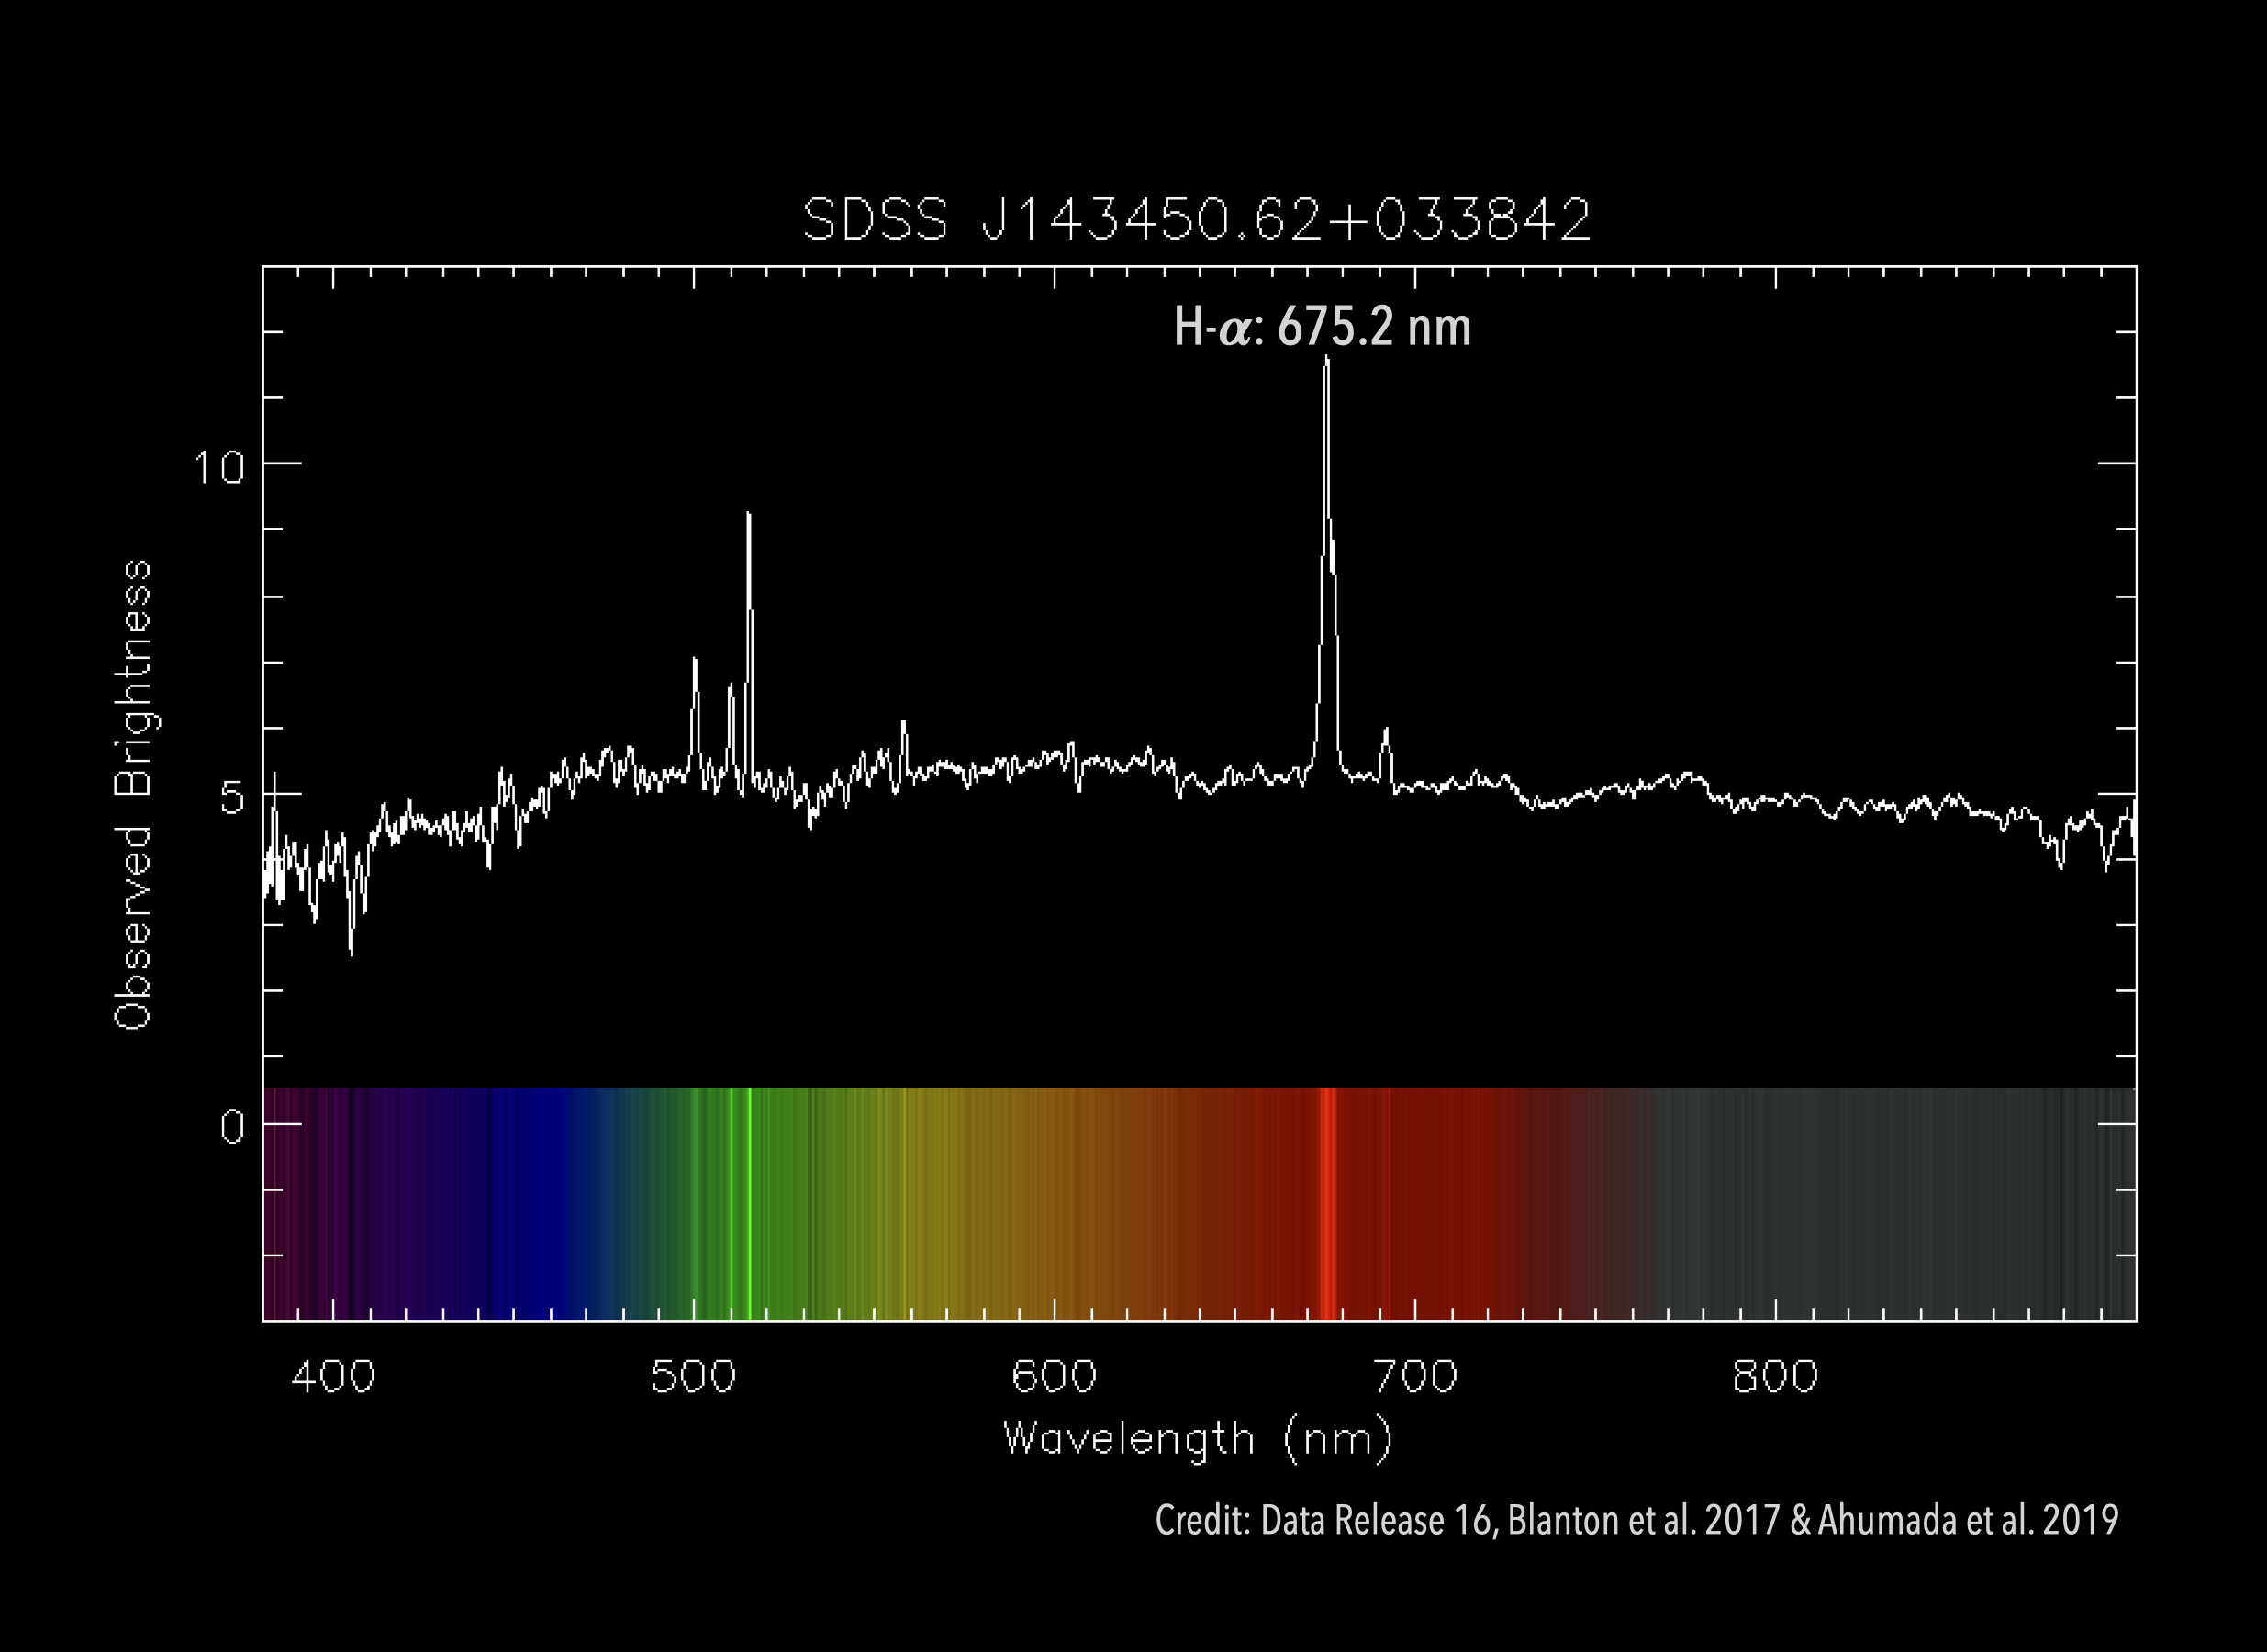 SDSS J143450.62+033842
H-α: 675.2 nm
10
5
0
Observed Brightness
400 500 600 700 800
Wavelength (nm)
Credit: Data Release 16, Blanton et al. 2017 & Ahumada et al. 2019